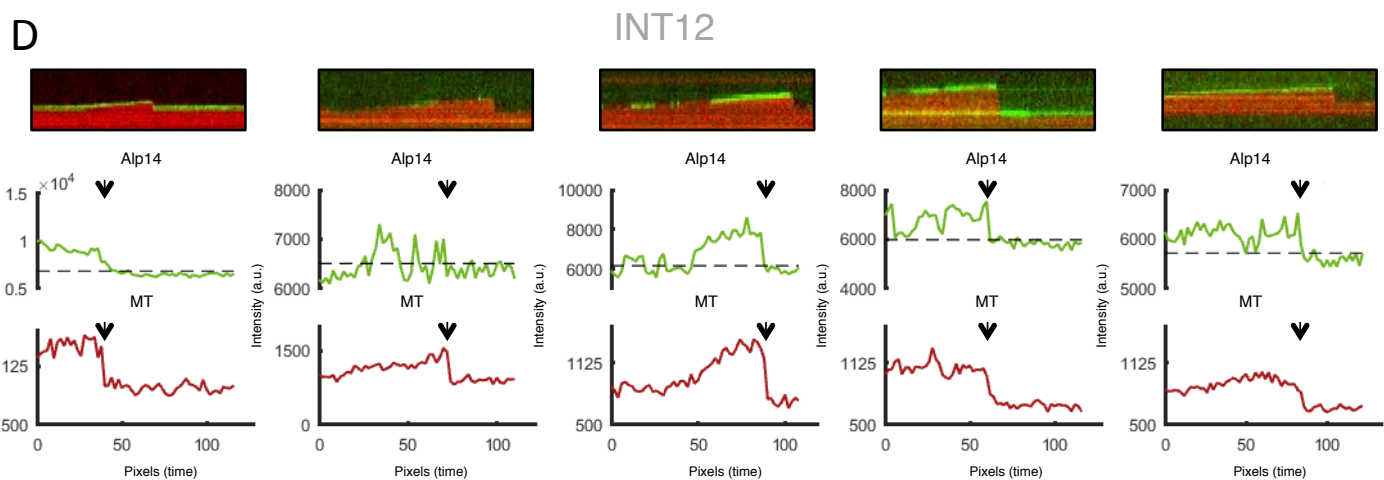 D
INT12
Alp14 Alp14 Alp14 Alp14 Alp14
×10⁴
1.5 1 0.5
8000 7000 6000
10000 8000 6000
8000 6000 4000
7000 6000 5000
MT MT MT MT MT
Intensity (a.u.) Intensity (a.u.) Intensity (a.u.) Intensity (a.u.)
125 500
1500 0
1125 500
1125 500
1125 500
0 50 100 0 50 100 0 50 100 0 50 100 0 50 100
Pixels (time) Pixels (time) Pixels (time) Pixels (time) Pixels (time)